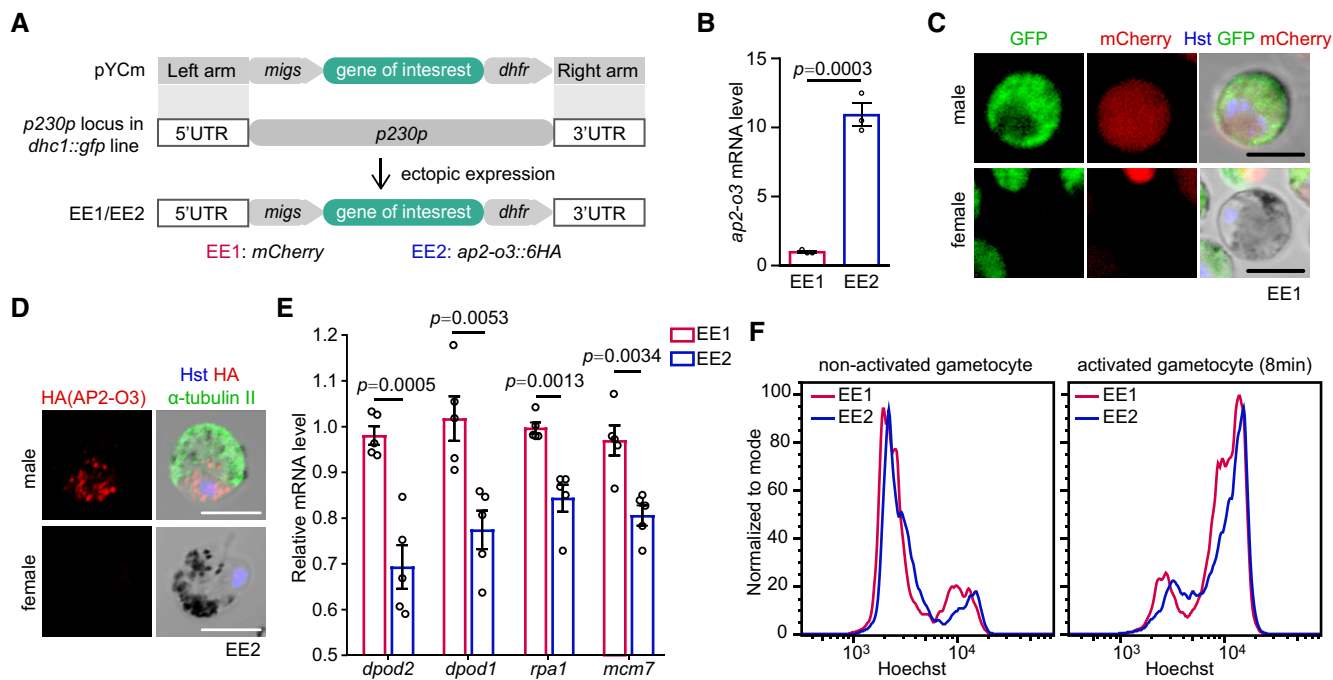 A
pYCm
Left arm
migs
gene of intesrest
dhfr
Right arm
p230p locus in
dhc1::gfp line
5'UTR
p230p
3'UTR
ectopic expression
EE1/EE2
5'UTR
migs
gene of intesrest
dhfr
3'UTR
EE1: mCherry
EE2: ap2-o3::6HA
B
ap2-o3 mRNA level
p=0.0003
15
10
5
0
EE1
EE2
C
GFP
mCherry
Hst GFP mCherry
male
female
EE1
D
HA(AP2-O3)
Hst HA
α-tubulin II
male
female
EE2
E
Relative mRNA level
1.2
1.1
1.0
0.9
0.8
0.7
0.6
0.5
p=0.0005
p=0.0053
p=0.0013
p=0.0034
EE1
EE2
dpod2
dpod1
rpa1
mcm7
F
non-activated gametocyte
activated gametocyte (8min)
Normalized to mode
100
80
60
40
20
0
EE1
EE2
EE1
EE2
10³
10⁴
10³
10⁴
Hoechst
Hoechst